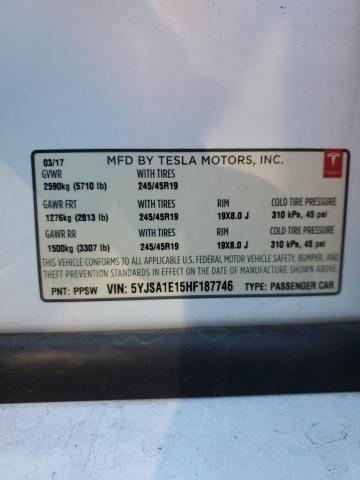 03/17 MFD BY TESLA MOTORS, INC.
GVWR WITH TIRES
2590kg (5710 lb) 245/45R19
GAWR FRT WITH TIRES RIM COLD TIRE PRESSURE
1276kg (2813 lb) 245/45R19 19X8.0 J 310 kPa, 45 psi
GAWR RR WITH TIRES RIM COLD TIRE PRESSURE
1500kg (3307 lb) 245/45R19 19X8.0 J 310 kPa, 45 psi
THIS VEHICLE CONFORMS TO ALL APPLICABLE U.S. FEDERAL MOTOR VEHICLE SAFETY, BUMPER, AND
THEFT PREVENTION STANDARDS IN EFFECT ON THE DATE OF MANUFACTURE SHOWN ABOVE.
PNT: PPSW VIN: 5YJSA1E15HF187746 TYPE: PASSENGER CAR